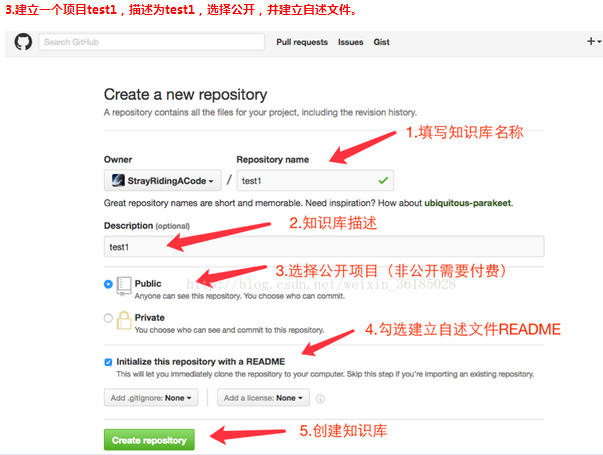 3.建立一个项目test1，描述为test1，选择公开，并建立自述文件。
Search GitHub
Pull requests Issues Gist
Create a new repository
A repository contains all the files for your project, including the revision history.
1.填写知识库名称
Owner Repository name
StrayRidingACode / test1
Great repository names are short and memorable. Need inspiration? How about ubiquitous-parakeet.
2.知识库描述
Description (optional)
test1
3.选择公开项目（非公开需要付费）
Public
http://blog.csdn.net/weixin_36185028
Anyone can see this repository. You choose who can commit.
Private
You choose who can see and commit to this repository.
4.勾选建立自述文件README
Initialize this repository with a README
This will let you immediately clone the repository to your computer. Skip this step if you're importing an existing repository.
Add .gitignore: None Add a license: None
Create repository
5.创建知识库